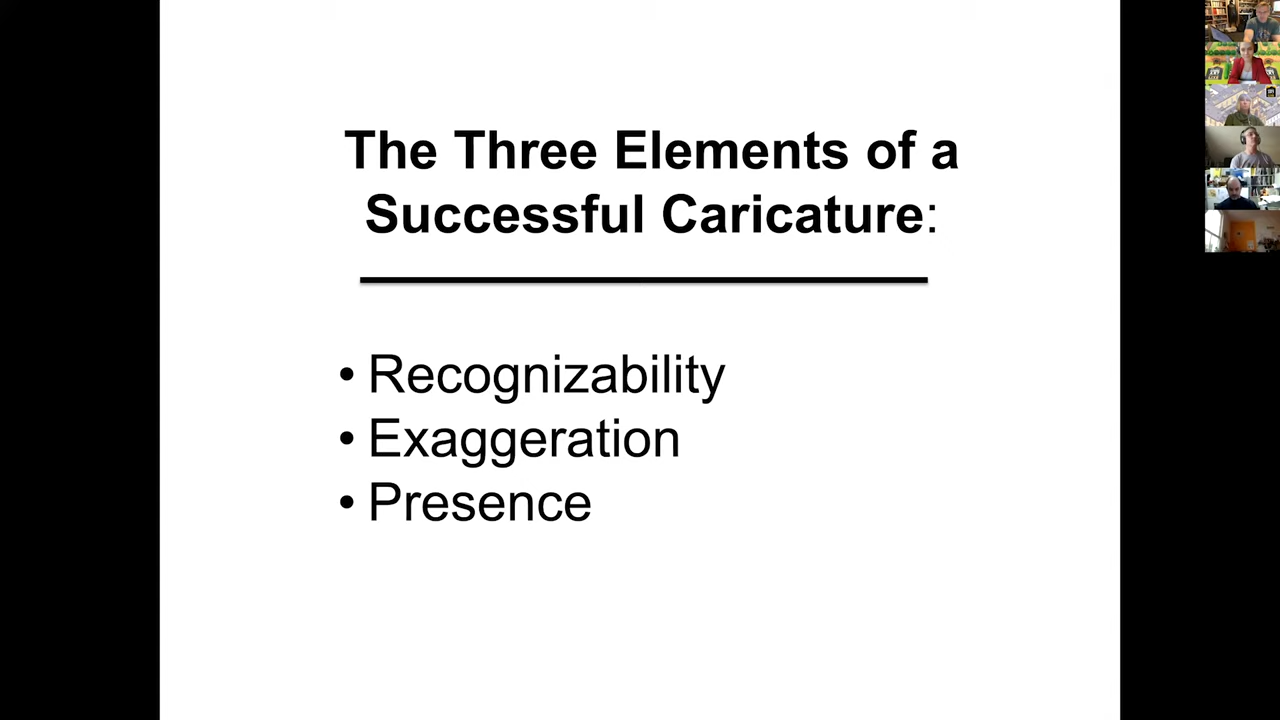 The Three Elements of a
Successful Caricature:
• Recognizability
• Exaggeration
• Presence